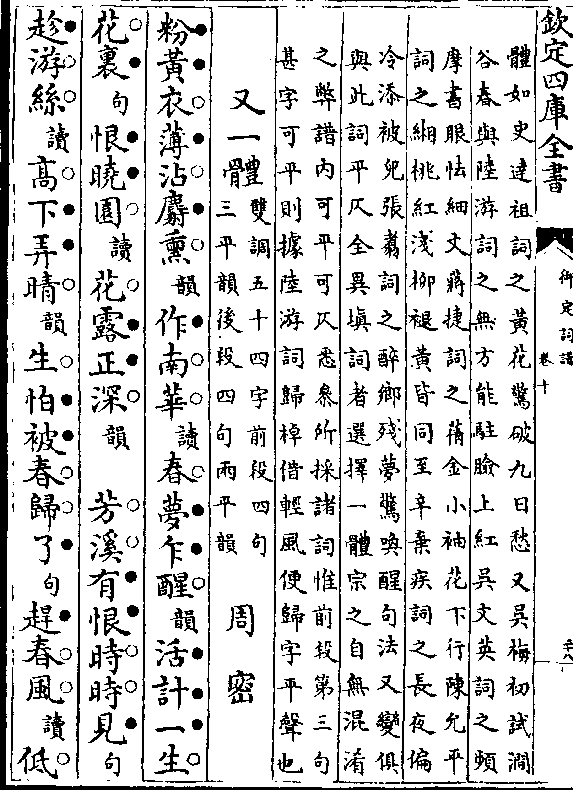 欽定四庫全書
御定詞譜
卷十
體如史達祖詞之黃花驚破九日愁又吳梅初試澗
谷春與陸游詞之無方能駐臉上紅吳文英詞之頻
摩書眼怯細文蔣捷詞之蒨金小袖花下行陳允平
詞之緗桃紅淺柳褪黃皆同至辛棄疾詞之長夜偏
冷添被兒張翥詞之醉鄉殘夢驚喚醒句法又變俱
與此詞平仄全異填詞者選擇一體宗之自無混淆
之弊譜內可平可仄悉叅所採諸詞惟前段第三句
甚字可平則據陸游詞歸棹借輕風便歸字平聲也
又一體 雙調五十四字前段四句
三平韻後段四句兩平韻 周密
粉黃衣薄沾麝熏韻作南華讀春夢乍醒韻活計一生
花裏句恨曉園讀花露正深韻 芳溪有恨時時見句
趁游絲讀高下弄晴韻生怕被春歸了句趕春風讀低